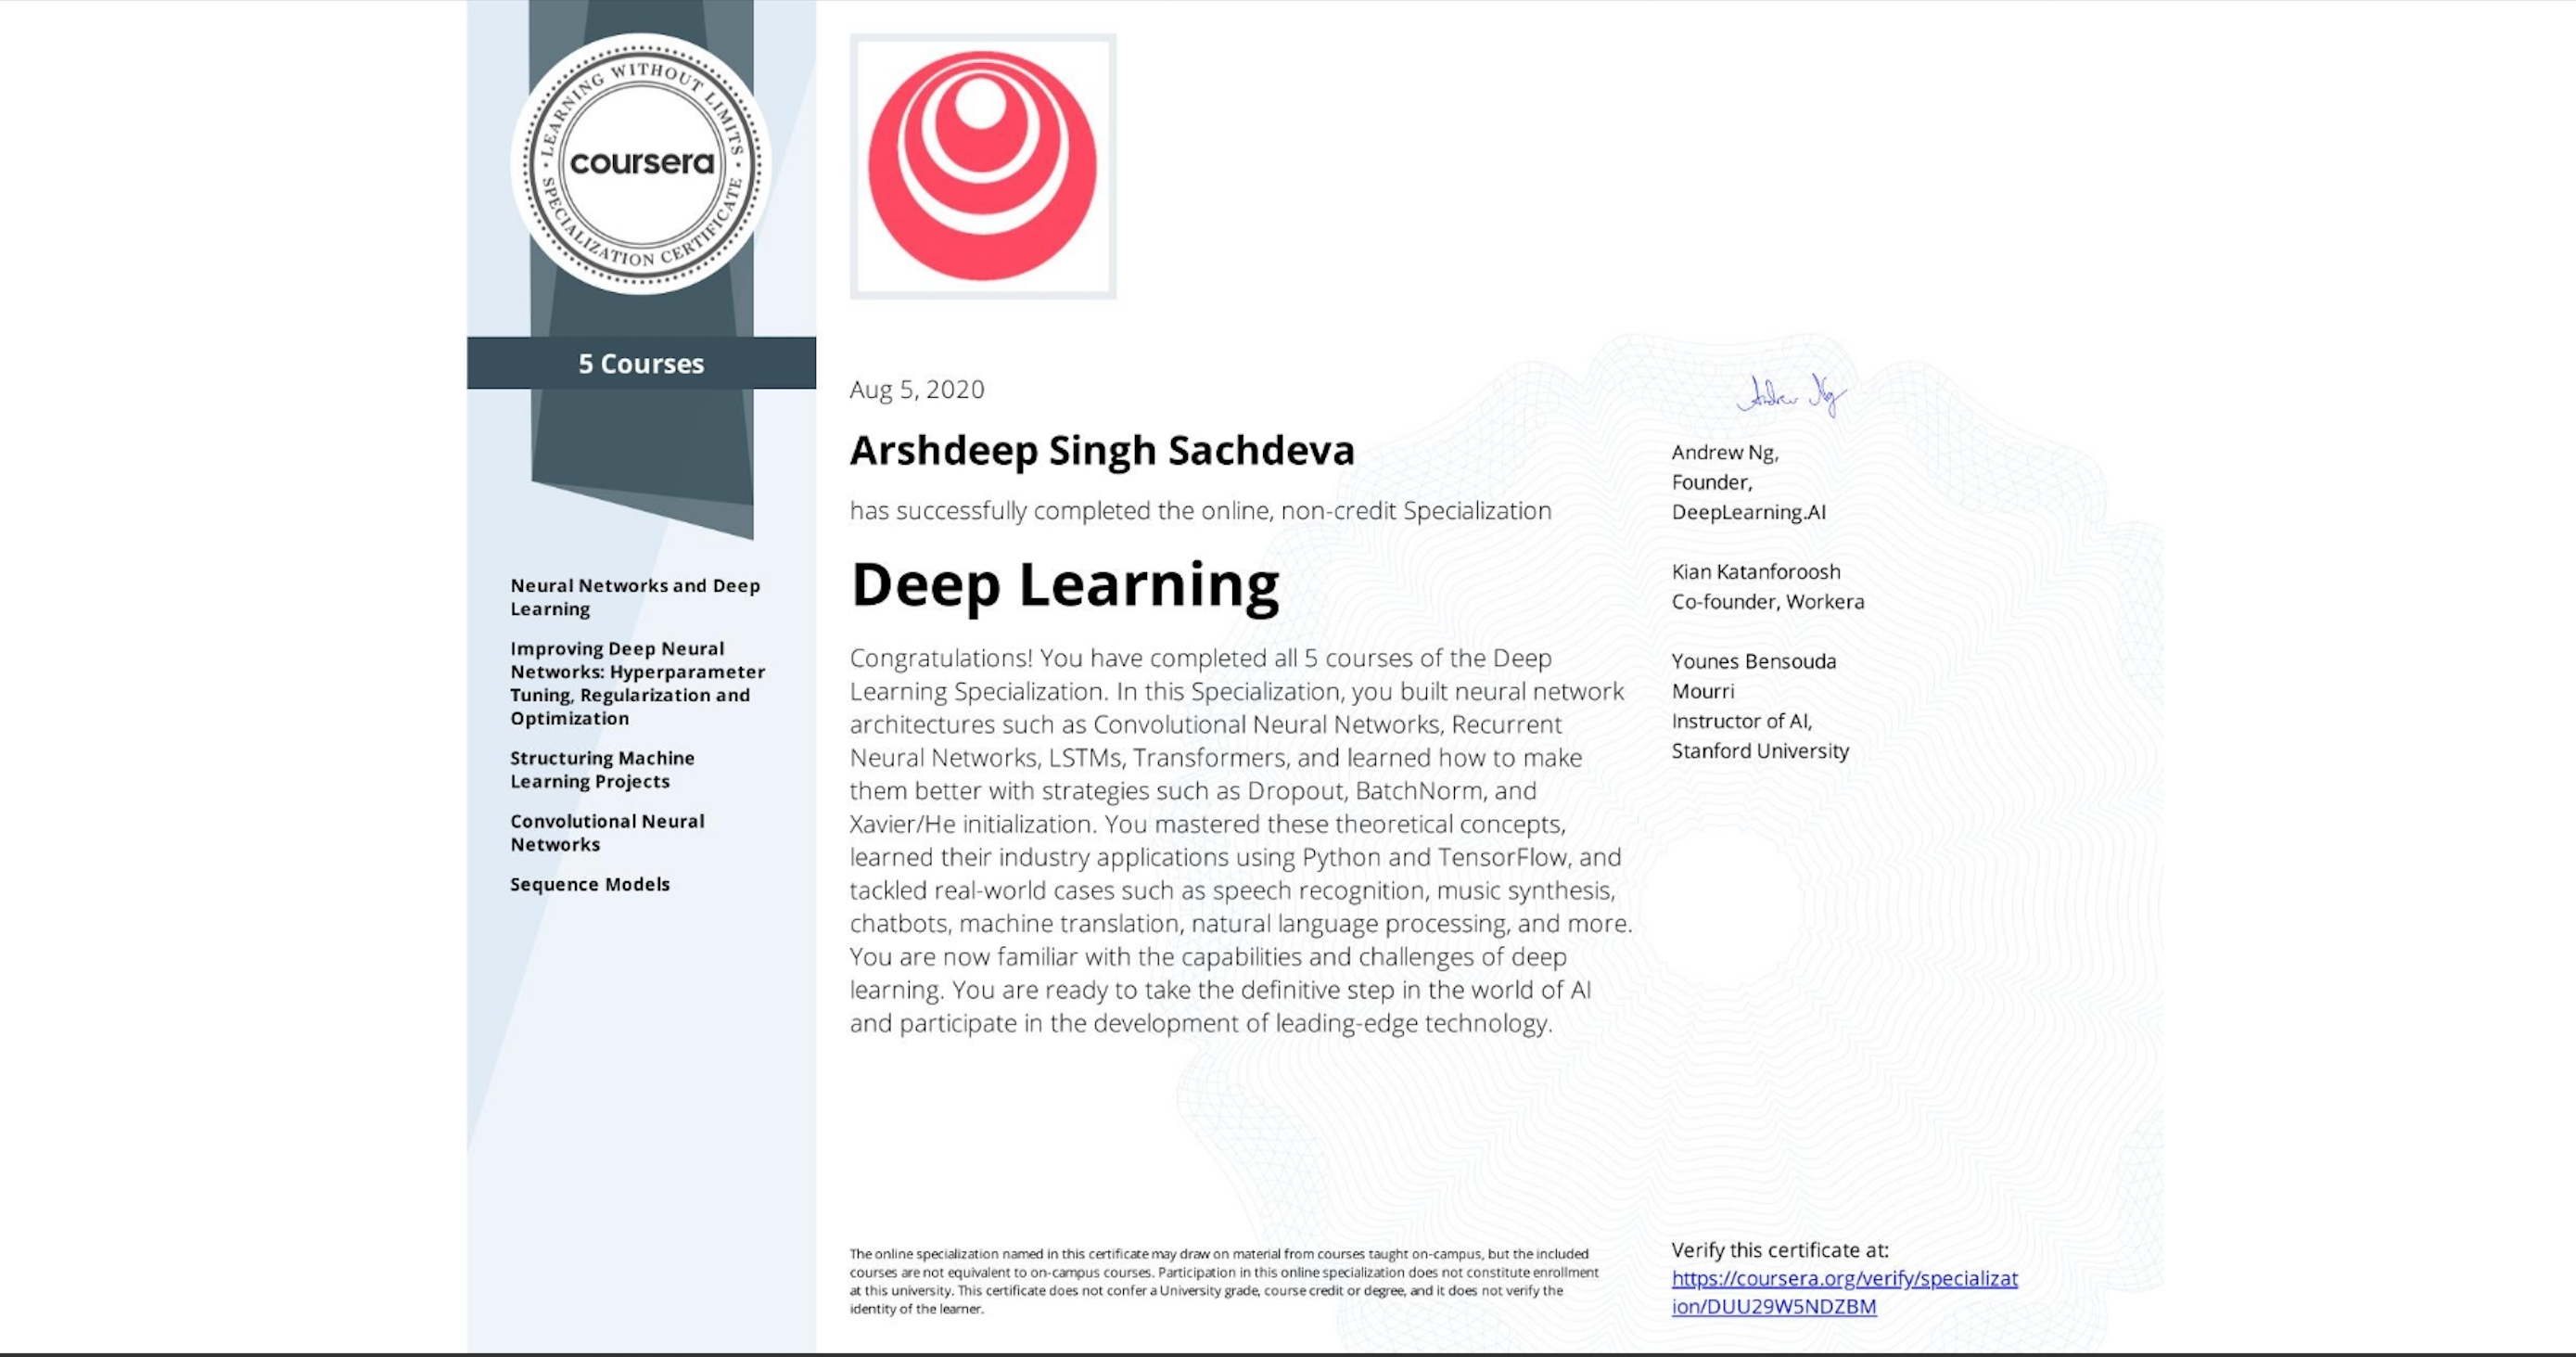 LEARNING WITHOUT LIMITS
coursera
SPECIALIZATION CERTIFICATE
5 Courses
Neural Networks and Deep
Learning
Improving Deep Neural
Networks: Hyperparameter
Tuning, Regularization and
Optimization
Structuring Machine
Learning Projects
Convolutional Neural
Networks
Sequence Models
Aug 5, 2020
Arshdeep Singh Sachdeva
has successfully completed the online, non-credit Specialization
Deep Learning
Congratulations! You have completed all 5 courses of the Deep
Learning Specialization. In this Specialization, you built neural network
architectures such as Convolutional Neural Networks, Recurrent
Neural Networks, LSTMs, Transformers, and learned how to make
them better with strategies such as Dropout, BatchNorm, and
Xavier/He initialization. You mastered these theoretical concepts,
learned their industry applications using Python and TensorFlow, and
tackled real-world cases such as speech recognition, music synthesis,
chatbots, machine translation, natural language processing, and more.
You are now familiar with the capabilities and challenges of deep
learning. You are ready to take the definitive step in the world of AI
and participate in the development of leading-edge technology.
The online specialization named in this certificate may draw on material from courses taught on-campus, but the included
courses are not equivalent to on-campus courses. Participation in this online specialization does not constitute enrollment
at this university. This certificate does not confer a University grade, course credit or degree, and it does not verify the
identity of the learner.
Andrew Ng
Andrew Ng,
Founder,
DeepLearning.AI
Kian Katanforoosh
Co-founder, Workera
Younes Bensouda
Mourri
Instructor of AI,
Stanford University
Verify this certificate at:
https://coursera.org/verify/specializat
ion/DUU29W5NDZBM